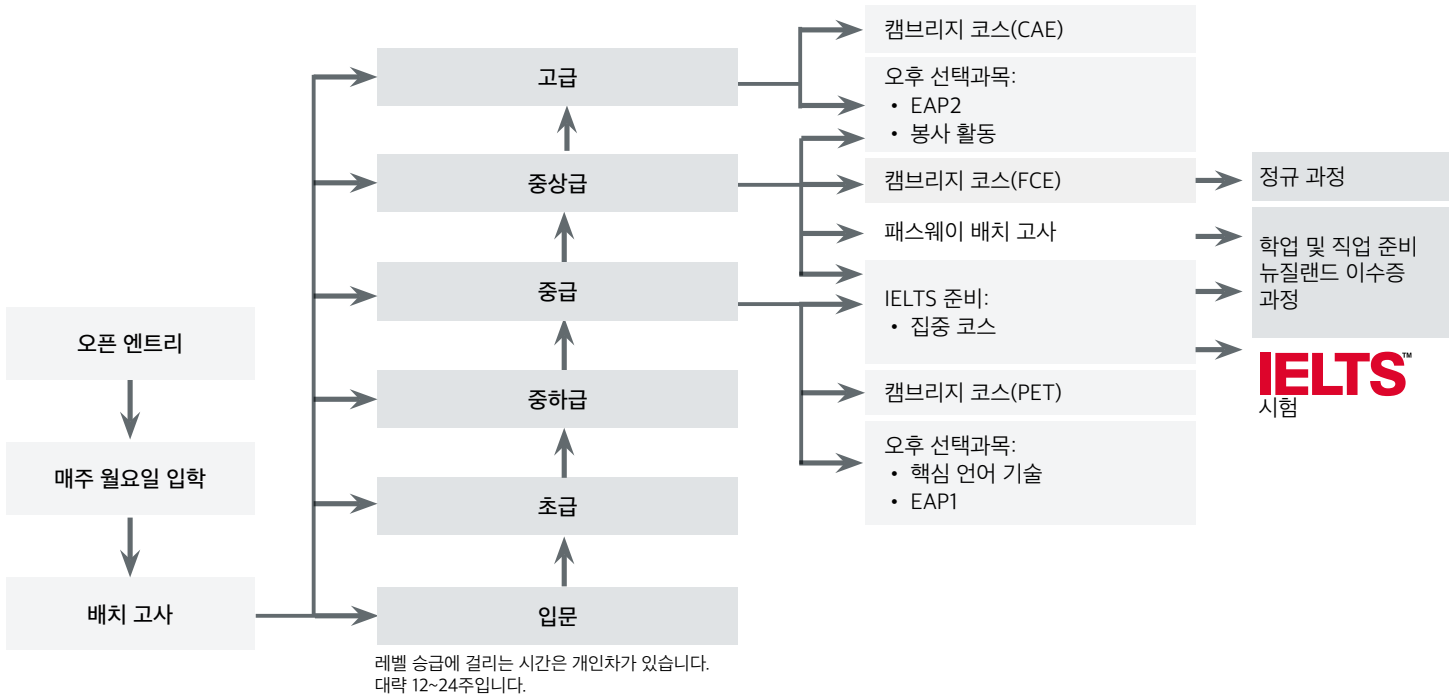 오픈 엔트리
매주 월요일 입학
배치 고사
고급
중상급
중급
중하급
초급
입문
레벨 승급에 걸리는 시간은 개인차가 있습니다.
대략 12~24주입니다.
캠브리지 코스(CAE)
오후 선택과목:
• EAP2
• 봉사 활동
캠브리지 코스(FCE)
패스웨이 배치 고사
IELTS 준비:
• 집중 코스
캠브리지 코스(PET)
오후 선택과목:
• 핵심 언어 기술
• EAP1
정규 과정
학업 및 직업 준비
뉴질랜드 이수증
과정
IELTS™
시험